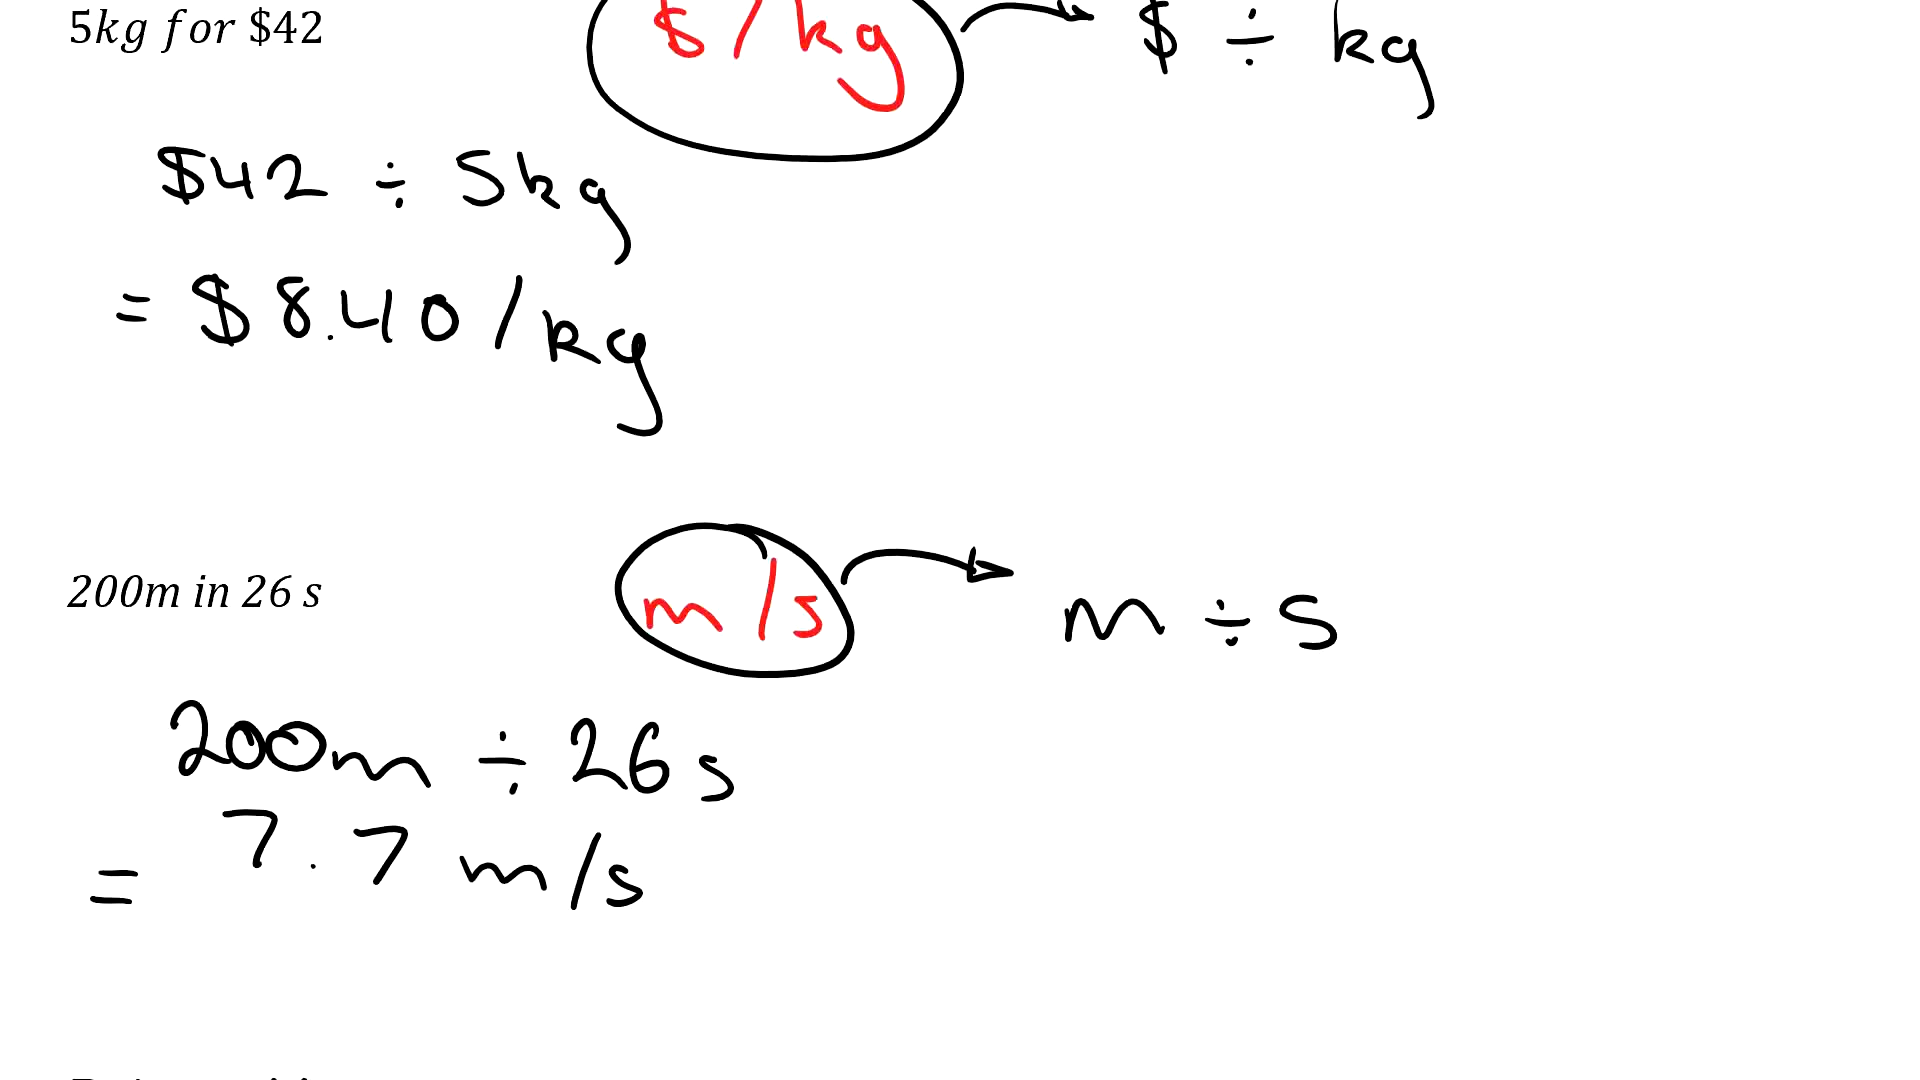 5kg for $42
$/kg $ ÷ kg
$42 ÷ 5kg
= $8.40/kg
200m in 26 s
m/s m ÷ s
200m ÷ 26 s
= 7.7 m/s